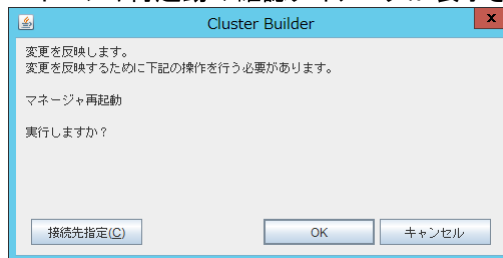 Cluster Builder
変更を反映します。
変更を反映するために下記の操作を行う必要があります。
マネージャ再起動
実行しますか？
接続先指定(C)
OK
キャンセル